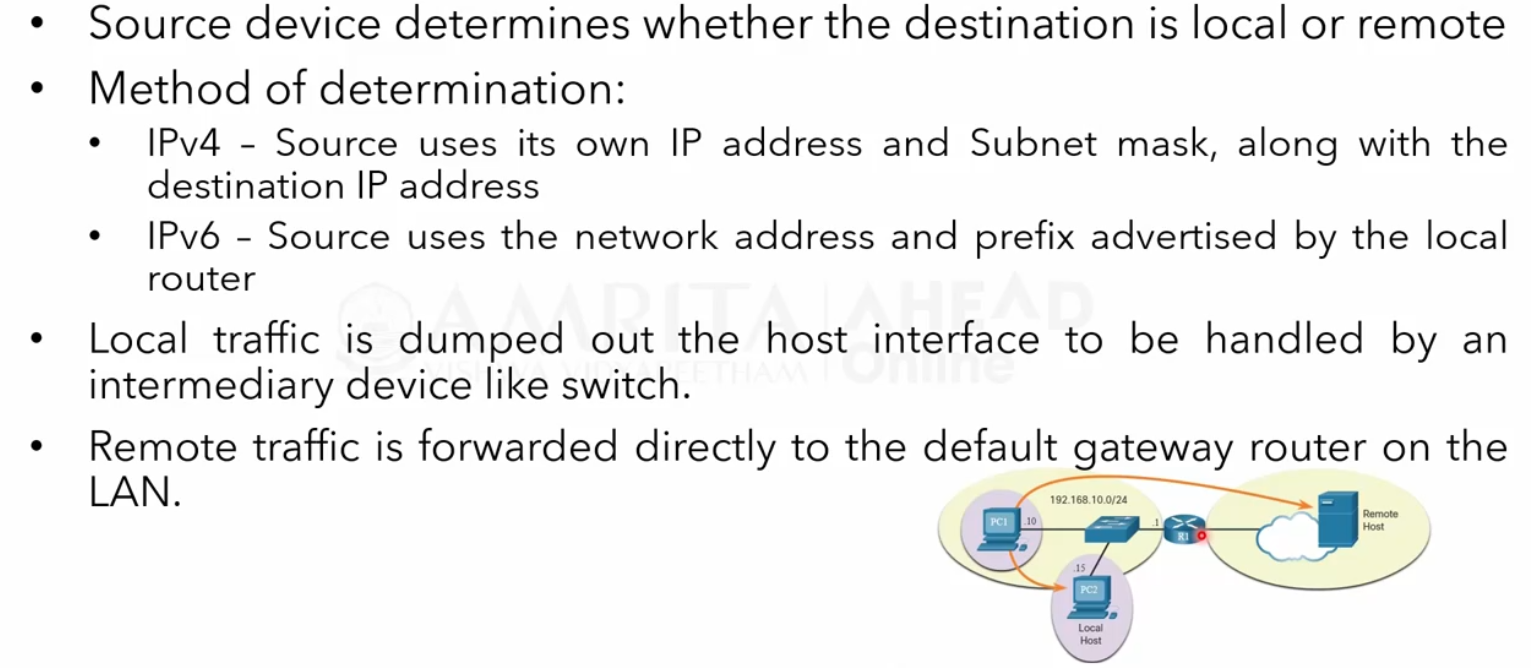 • Source device determines whether the destination is local or remote
• Method of determination:
• IPv4 – Source uses its own IP address and Subnet mask, along with the
destination IP address
• IPv6 – Source uses the network address and prefix advertised by the local
router
AMRITA AHEAD
VISHWA VIDYAPEETHAM Online
• Local traffic is dumped out the host interface to be handled by an
intermediary device like switch.
• Remote traffic is forwarded directly to the default gateway router on the
LAN.
192.168.10.0/24
PC1
.10
.1
R1
Remote
Host
.15
PC2
Local
Host